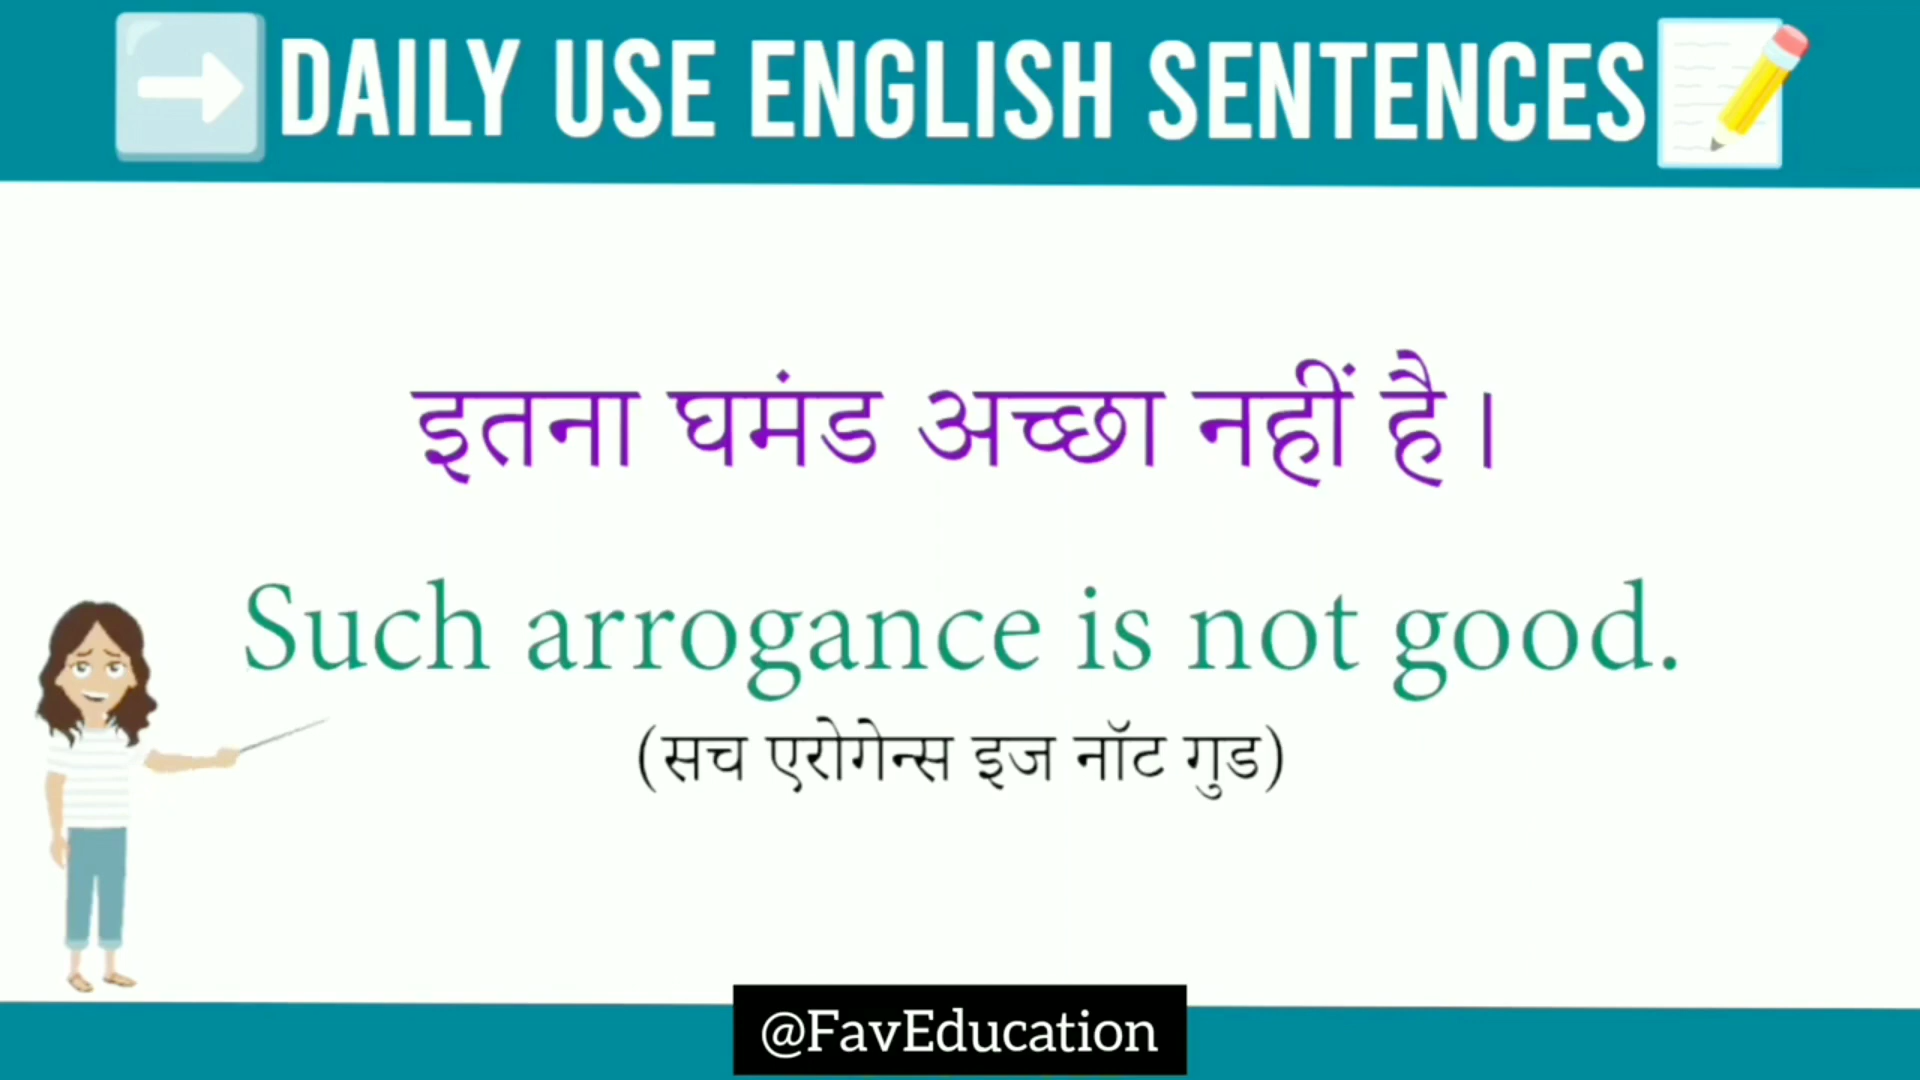 DAILY USE ENGLISH SENTENCES
इतना घमंड अच्छा नहीं है।
Such arrogance is not good.
(सच एरोगेन्स इज नॉट गुड)
@FavEducation